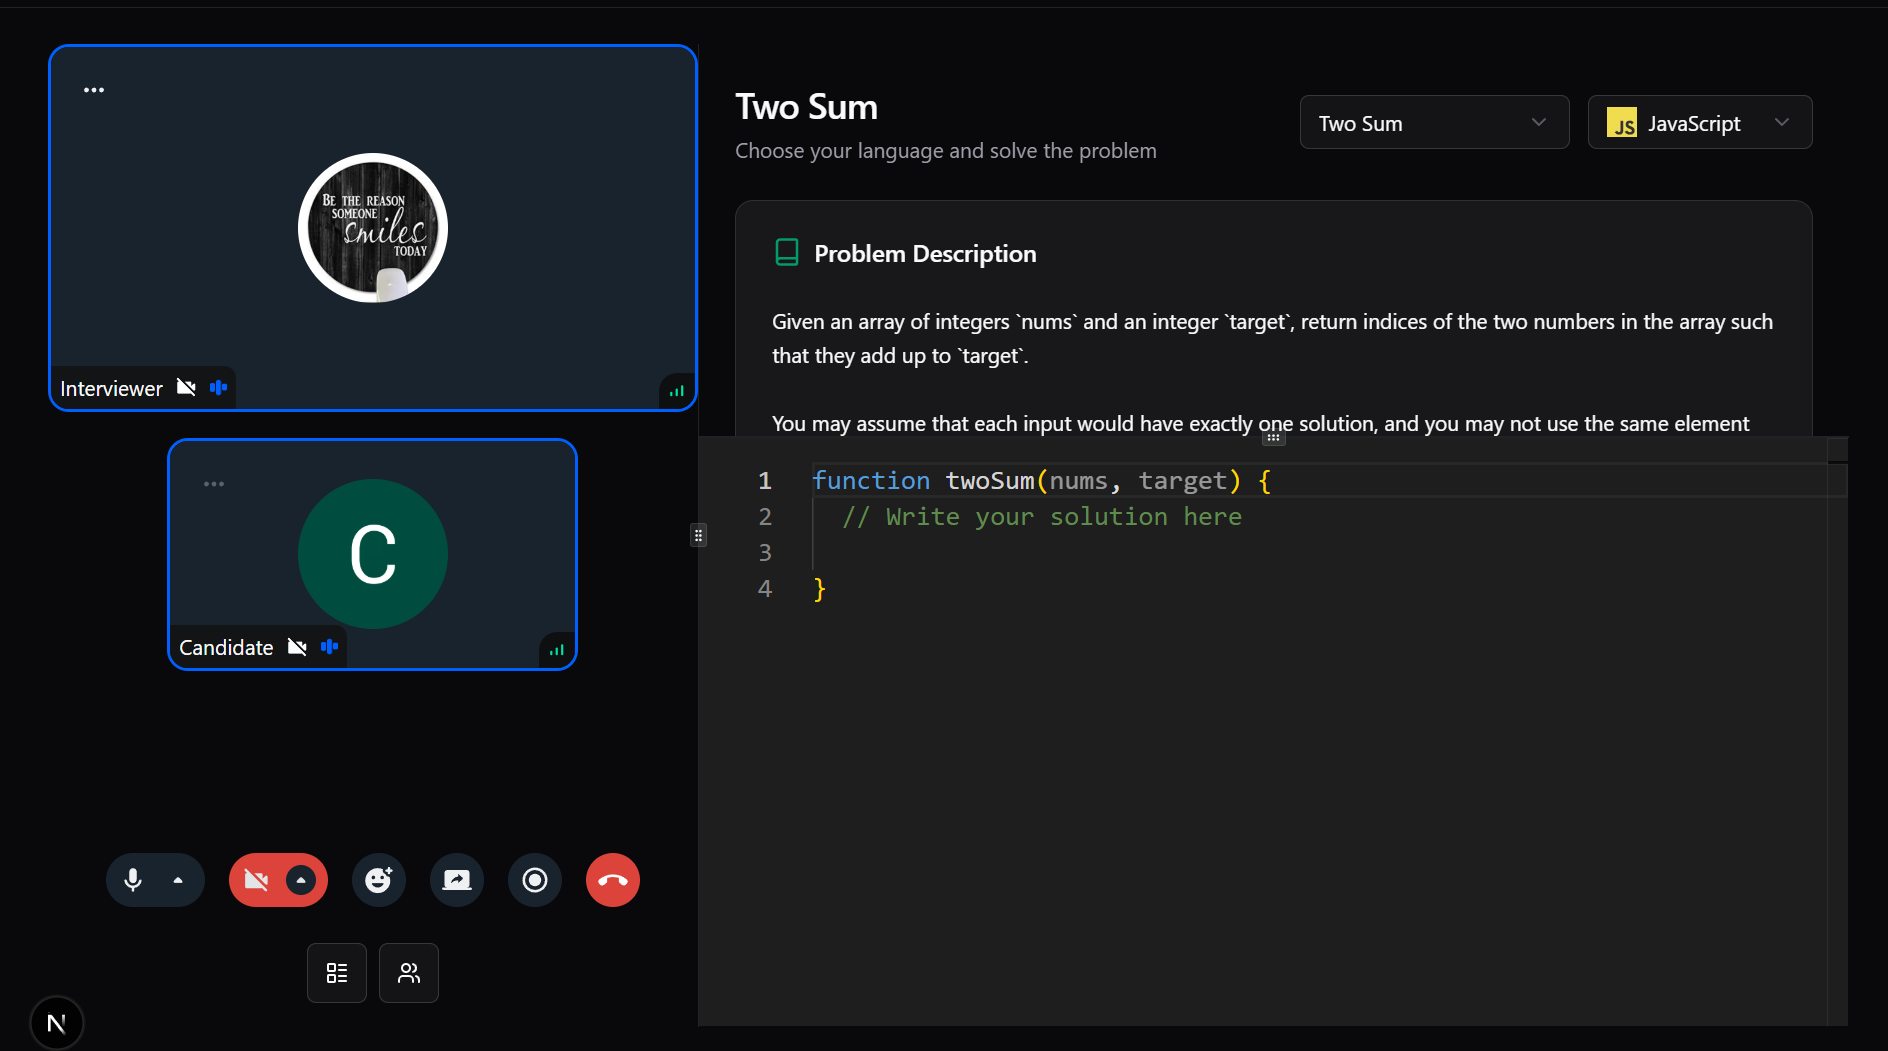 BE THE REASON
SOMEONE
smiles
TODAY
Interviewer
C
Candidate
N
Two Sum
Choose your language and solve the problem
Two Sum
JS JavaScript
Problem Description
Given an array of integers `nums` and an integer `target`, return indices of the two numbers in the array such
that they add up to `target`.
You may assume that each input would have exactly one solution, and you may not use the same element
1 function twoSum(nums, target) {
2 // Write your solution here
3
4 }